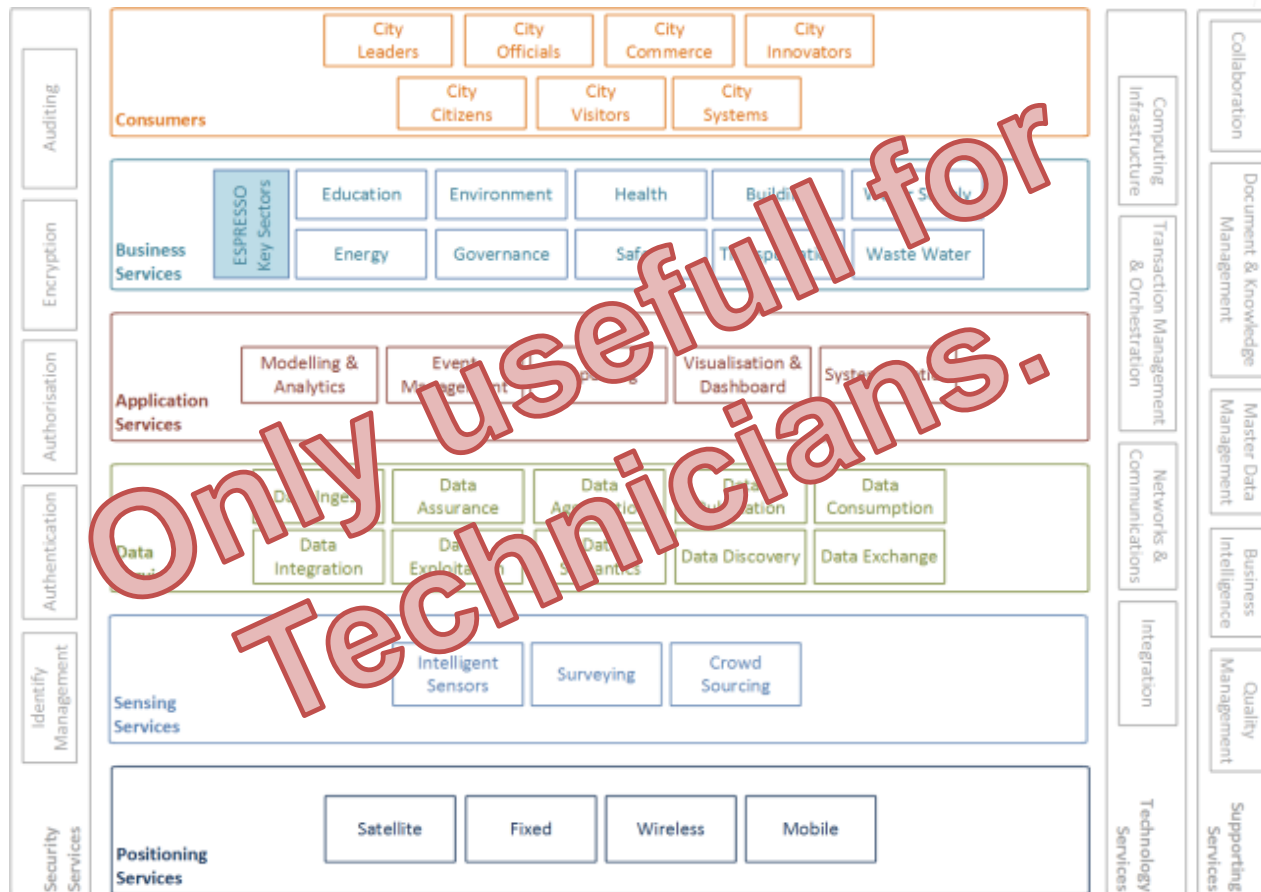 City Leaders
City Officials
City Commerce
City Innovators
City Citizens
City Visitors
City Systems
Consumers
ESPRESSO Key Sectors
Education
Environment
Health
Energy
Governance
Waste Water
Business Services
Modelling & Analytics
Event
Visualisation & Dashboard
Application Services
Data Assurance
Data
Data
Data Consumption
Data Integration
Data Discovery
Data Exchange
Data
Intelligent Sensors
Surveying
Crowd Sourcing
Sensing Services
Satellite
Fixed
Wireless
Mobile
Positioning Services
Auditing
Encryption
Authorisation
Authentication
Identify Management
Security Services
Computing Infrastructure
Transaction Management & Orchestration
Networks & Communications
Integration
Technology Services
Collaboration
Document & Knowledge Management
Master Data Management
Business Intelligence
Quality Management
Supporting Services
Only usefull for
Technicians.